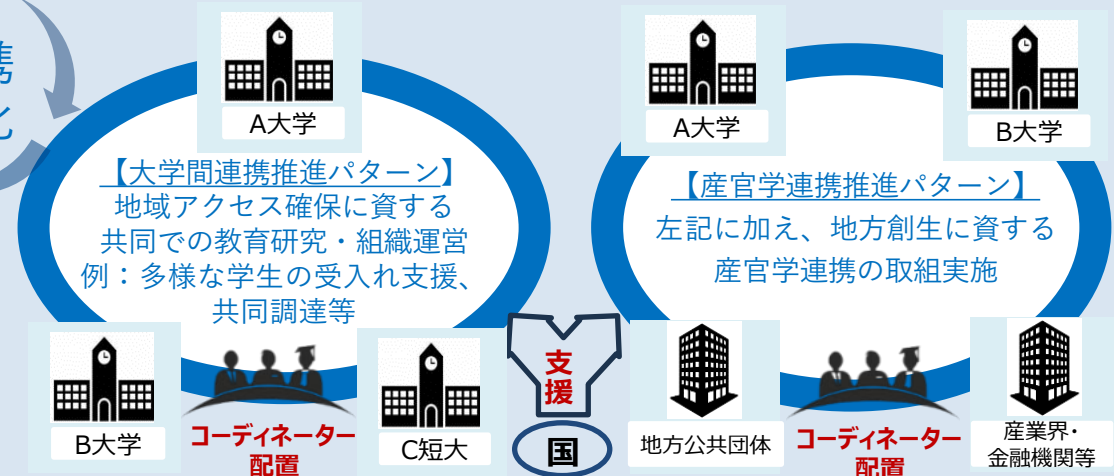 携
化
A大学
【大学間連携推進パターン】
地域アクセス確保に資する
共同での教育研究・組織運営
例：多様な学生の受入れ支援、
共同調達等
B大学
コーディネーター
配置
C短大
支
援
国
A大学
B大学
【産官学連携推進パターン】
左記に加え、地方創生に資する
産官学連携の取組実施
地方公共団体
コーディネーター
配置
産業界・
金融機関等